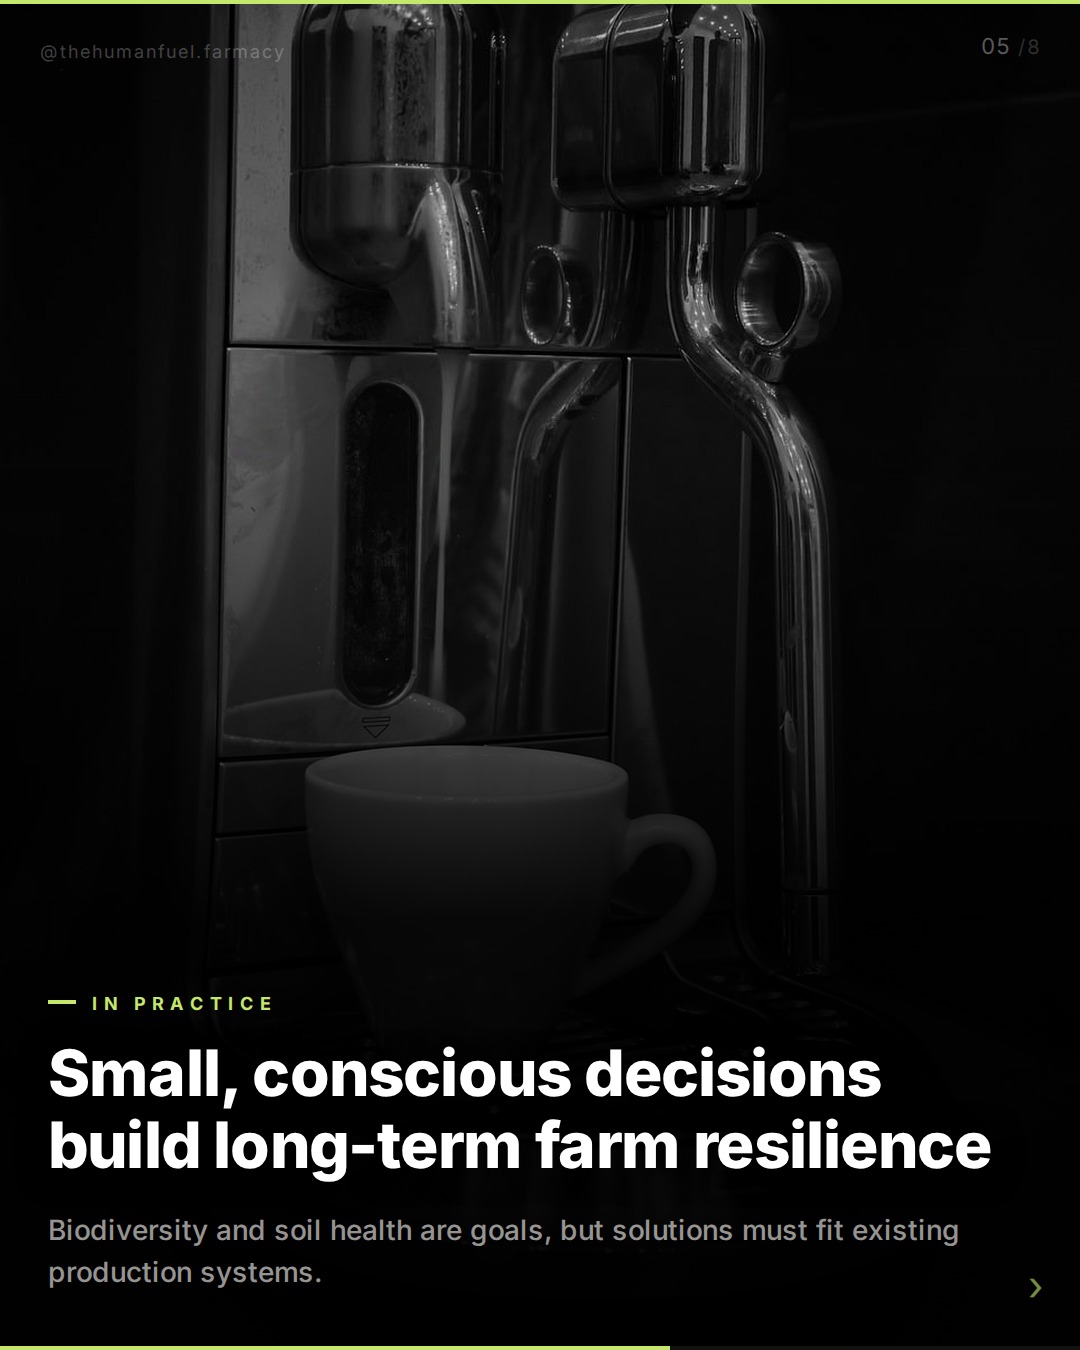 @thehumanfuel.farmacy
05 /8
IN PRACTICE
Small, conscious decisions
build long-term farm resilience
Biodiversity and soil health are goals, but solutions must fit existing
production systems.